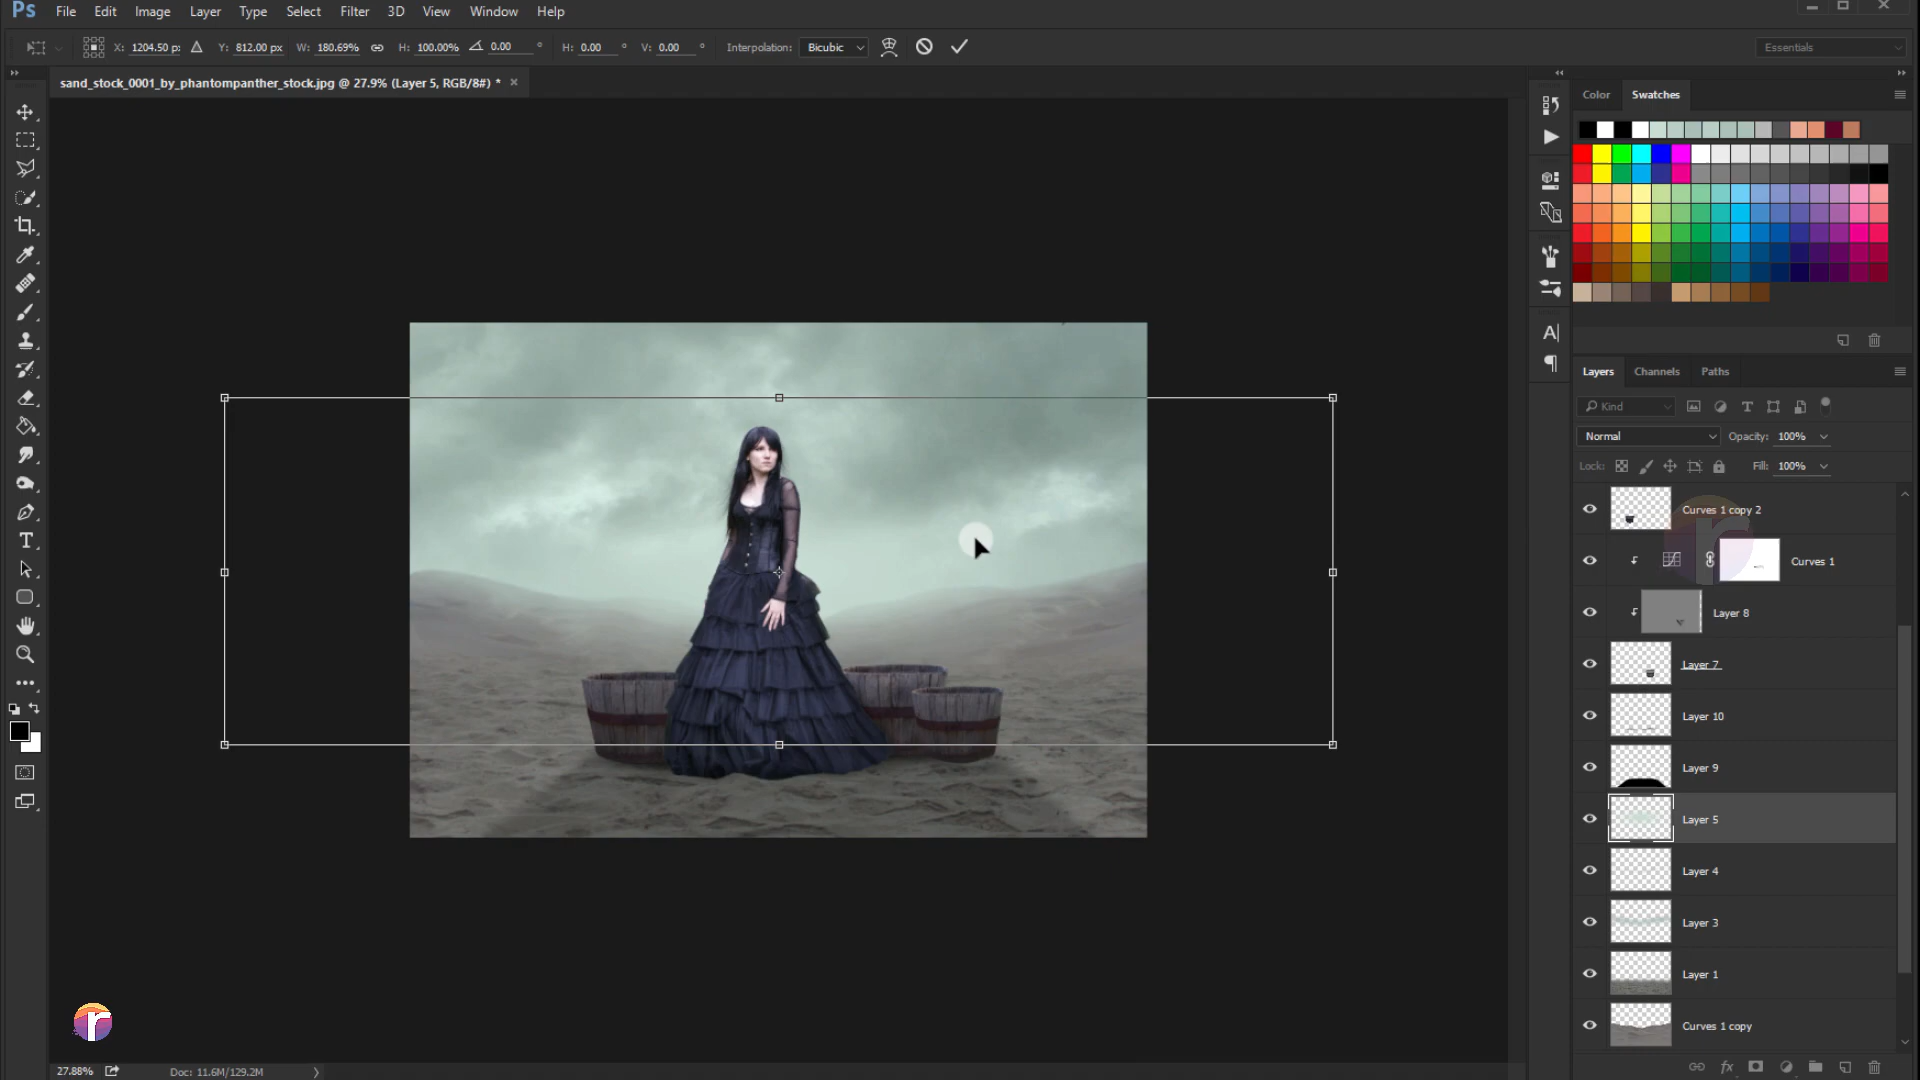 Ps File Edit Image Layer Type Select Filter 3D View Window Help
X: 1204.50 p: Y: 812.00 px W: 180.69% H: 100.00% 0.00 ° H: 0.00 ° V: 0.00 ° Interpolation: Bicubic Essentials
sand_stock_0001_by_phantompanther_stock.jpg @ 27.9% (Layer 5, RGB/8#) * ×
Color Swatches
Layers Channels Paths
Kind
Normal Opacity: 100%
Lock: Fill: 100%
Curves 1 copy 2
Curves 1
Layer 8
Layer 7
Layer 10
Layer 9
Layer 5
Layer 4
Layer 3
Layer 1
Curves 1 copy
r
27.88% Doc: 11.6M/129.2M